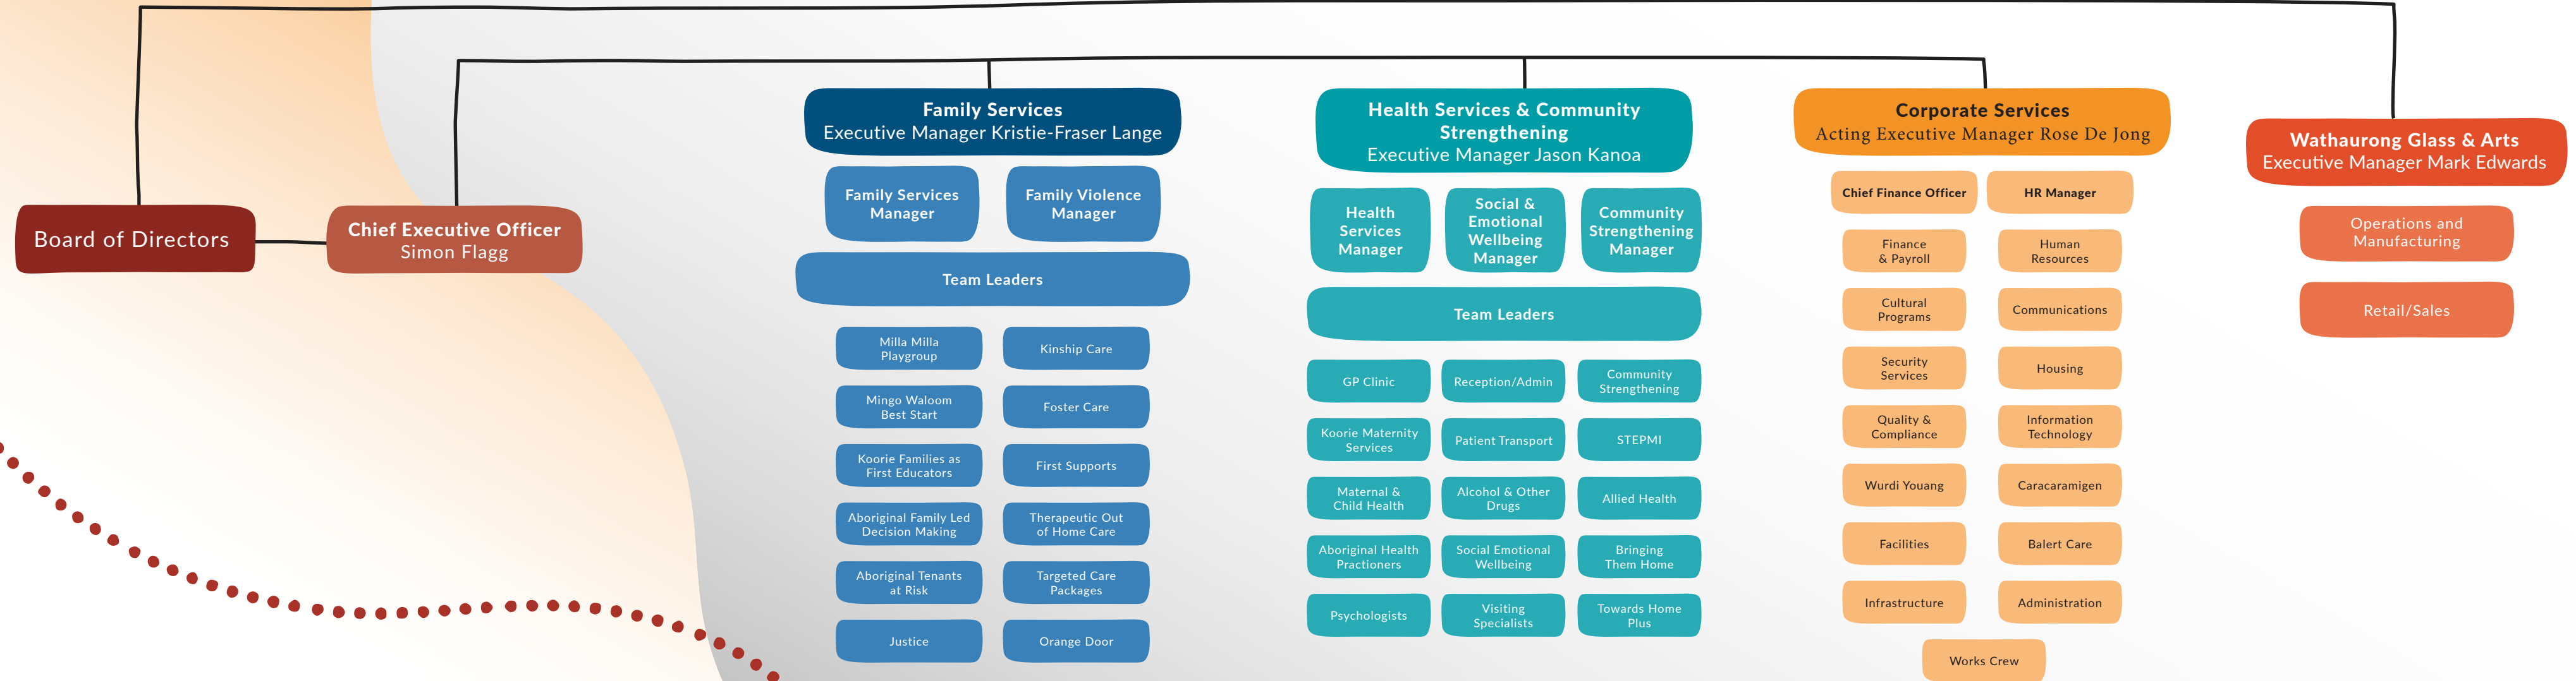 Board of Directors
Chief Executive Officer
Simon Flagg
Family Services
Executive Manager Kristie-Fraser Lange
Family Services
Manager
Family Violence
Manager
Team Leaders
Milla Milla
Playgroup
Kinship Care
Mingo Waloom
Best Start
Foster Care
Koorie Families as
First Educators
First Supports
Aboriginal Family Led
Decision Making
Therapeutic Out
of Home Care
Aboriginal Tenants
at Risk
Targeted Care
Packages
Justice
Orange Door
Health Services & Community
Strengthening
Executive Manager Jason Kanoa
Health
Services
Manager
Social &
Emotional
Wellbeing
Manager
Community
Strengthening
Manager
Team Leaders
GP Clinic
Reception/Admin
Community
Strengthening
Koorie Maternity
Services
Patient Transport
STEPMI
Maternal &
Child Health
Alcohol & Other
Drugs
Allied Health
Aboriginal Health
Practioners
Social Emotional
Wellbeing
Bringing
Them Home
Psychologists
Visiting
Specialists
Towards Home
Plus
Corporate Services
Acting Executive Manager Rose De Jong
Chief Finance Officer
HR Manager
Finance
& Payroll
Human
Resources
Cultural
Programs
Communications
Security
Services
Housing
Quality &
Compliance
Information
Technology
Wurdi Youang
Caracaramigen
Facilities
Balert Care
Infrastructure
Administration
Works Crew
Wathaurong Glass & Arts
Executive Manager Mark Edwards
Operations and
Manufacturing
Retail/Sales